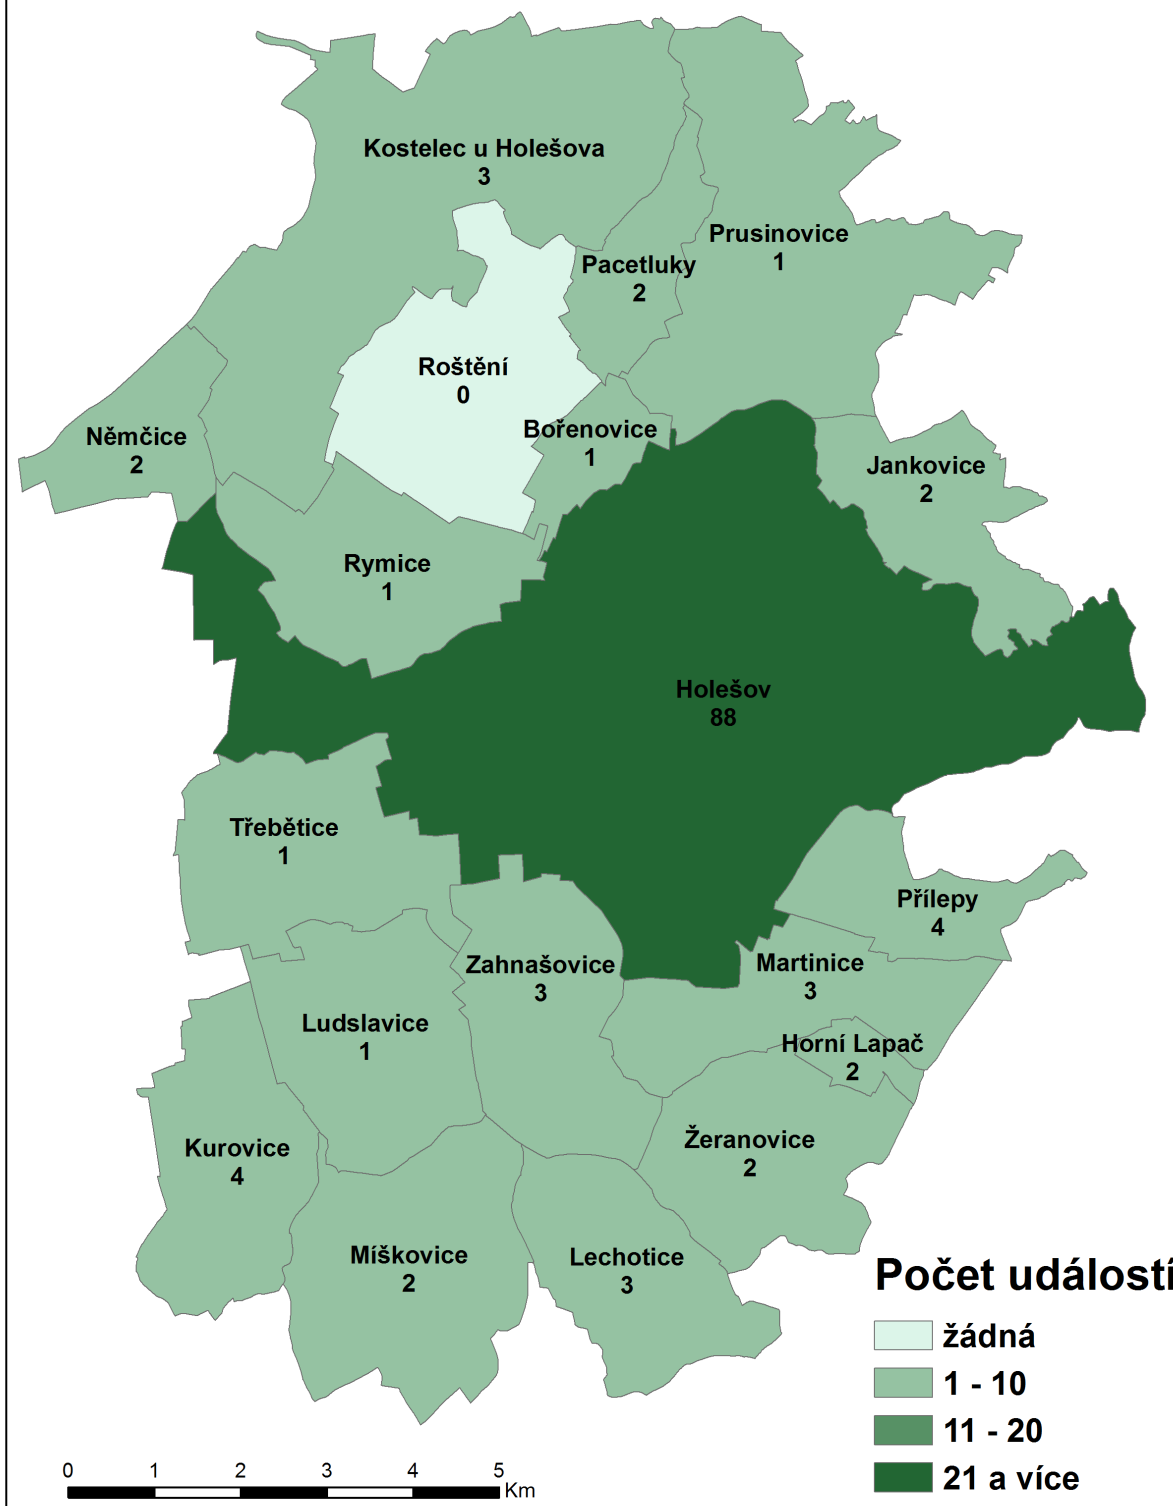 Kostelec u Holešova
3
Prusinovice
1
Pacetluky
2
Roštění
0
Bořenovice
1
Němčice
2
Jankovice
2
Rymice
1
Holešov
88
Třebětice
1
Přílepy
4
Zahnašovice
3
Martinice
3
Ludslavice
1
Horní Lapač
2
Kurovice
4
Žeranovice
2
Míškovice
2
Lechotice
3
Počet událostí
žádná
1 - 10
11 - 20
21 a více
0 1 2 3 4 5
Km